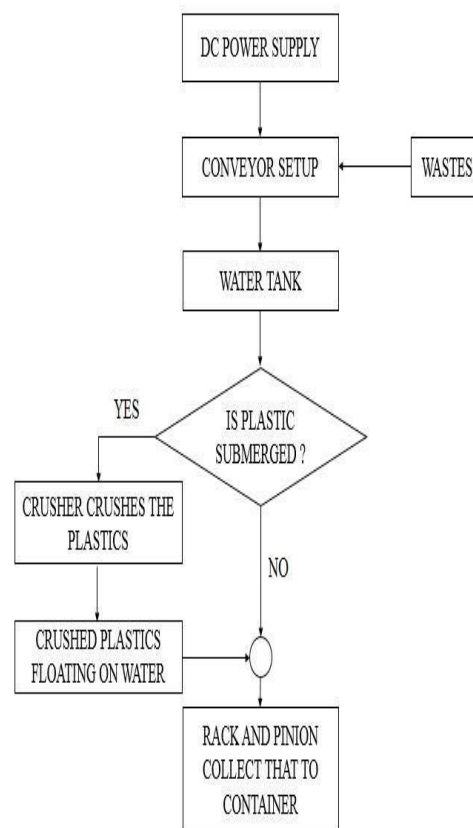 DC POWER SUPPLY
CONVEYOR SETUP
WASTES
WATER TANK
YES
IS PLASTIC
SUBMERGED ?
CRUSHER CRUSHES THE
PLASTICS
NO
CRUSHED PLASTICS
FLOATING ON WATER
RACK AND PINION
COLLECT THAT TO
CONTAINER